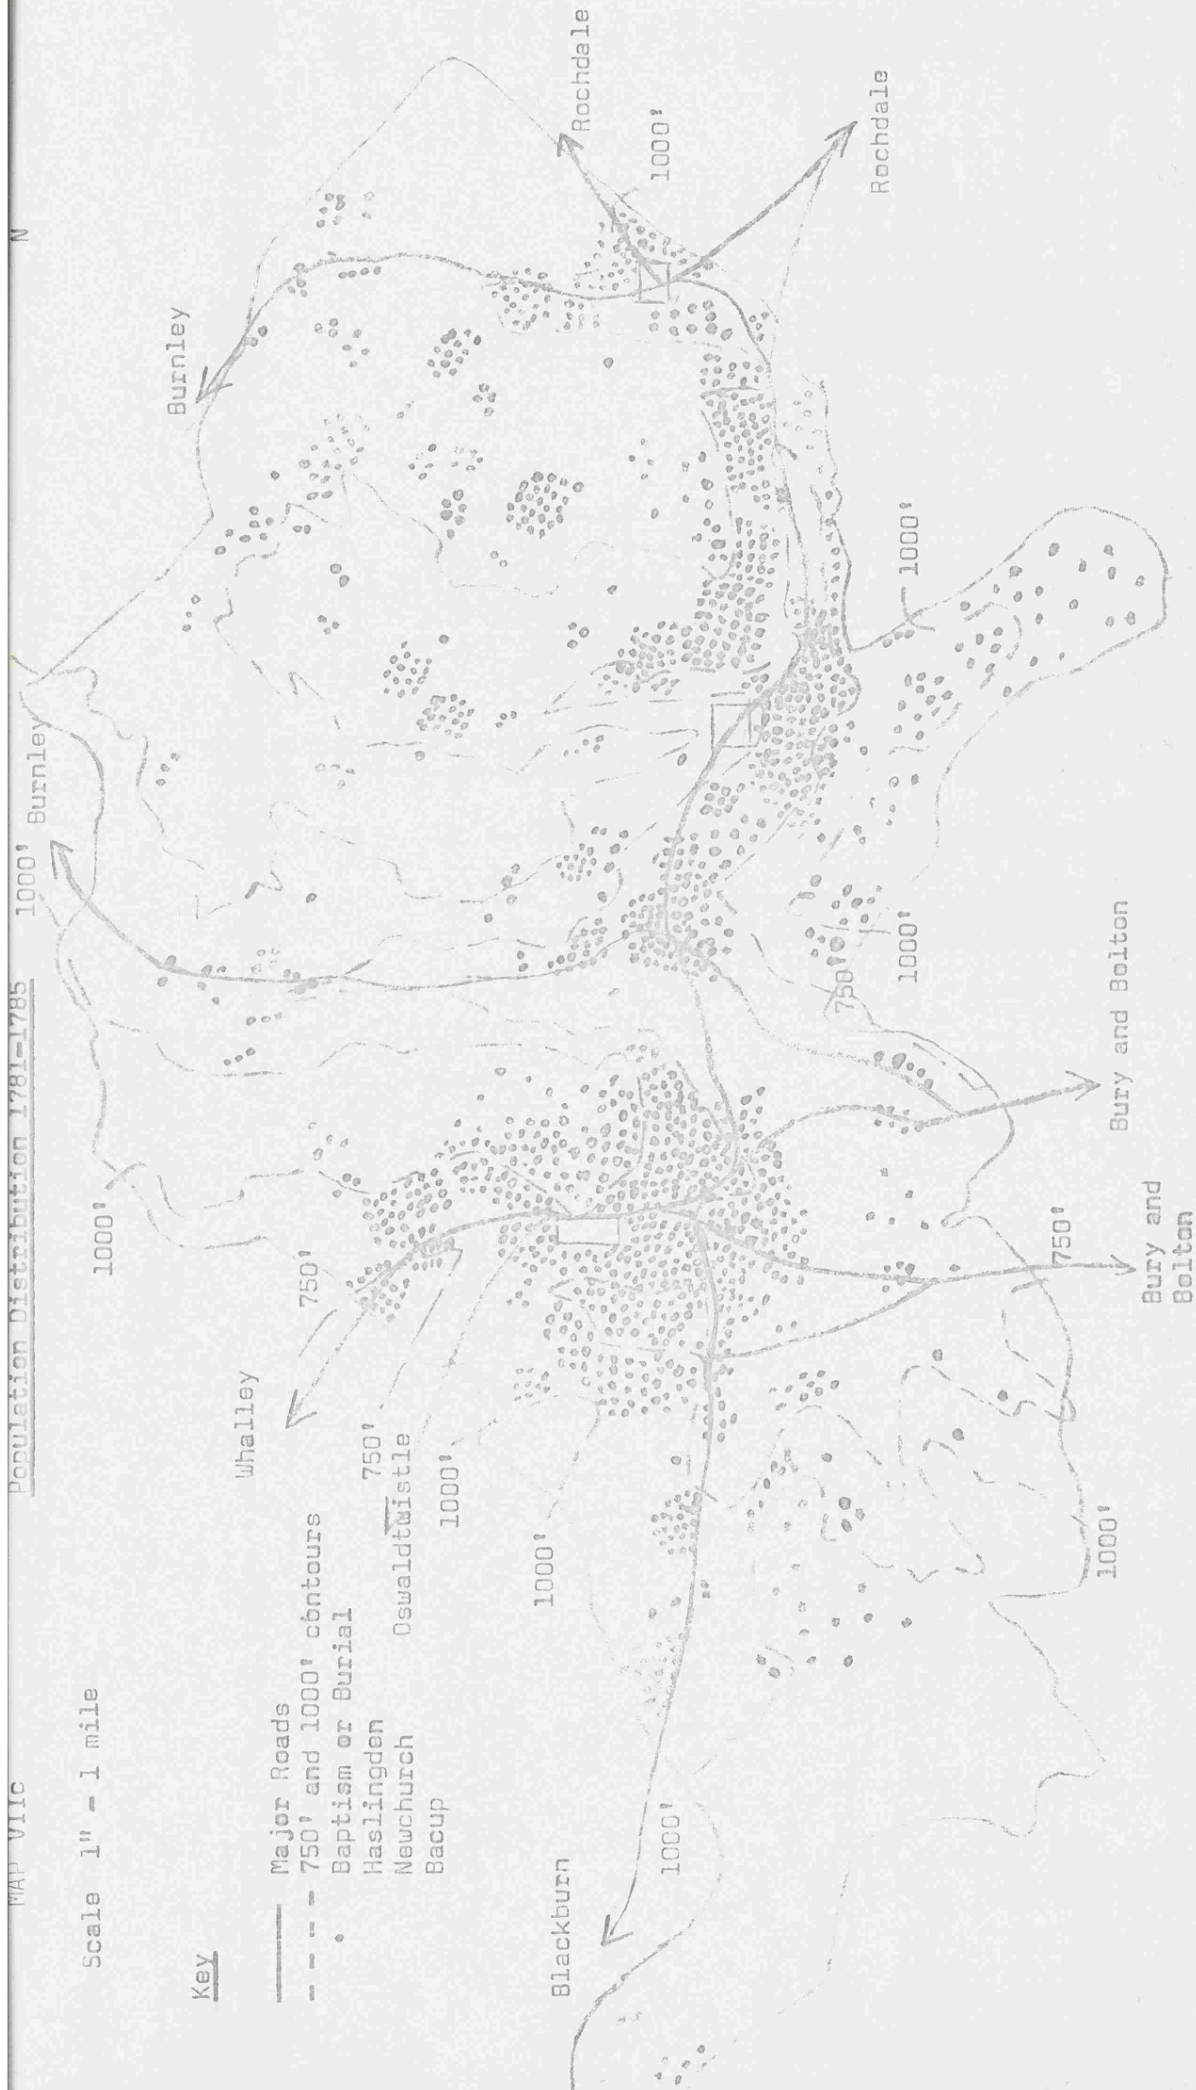 MAP VIIc
Population Distribution 1781-1785
N
Scale 1" - 1 mile
Key
Major Roads
750' and 1000' contours
Baptism or Burial
Haslingden
Newchurch
Bacup
Whalley
750'
1000'
1000'
Burnley
Burnley
Rochdale
1000'
Rochdale
750'
Oswaldtwistle
1000'
1000'
Blackburn
1000'
1000'
750'
1000'
Bury and Bolton
750'
Bury and
Bolton
1000'